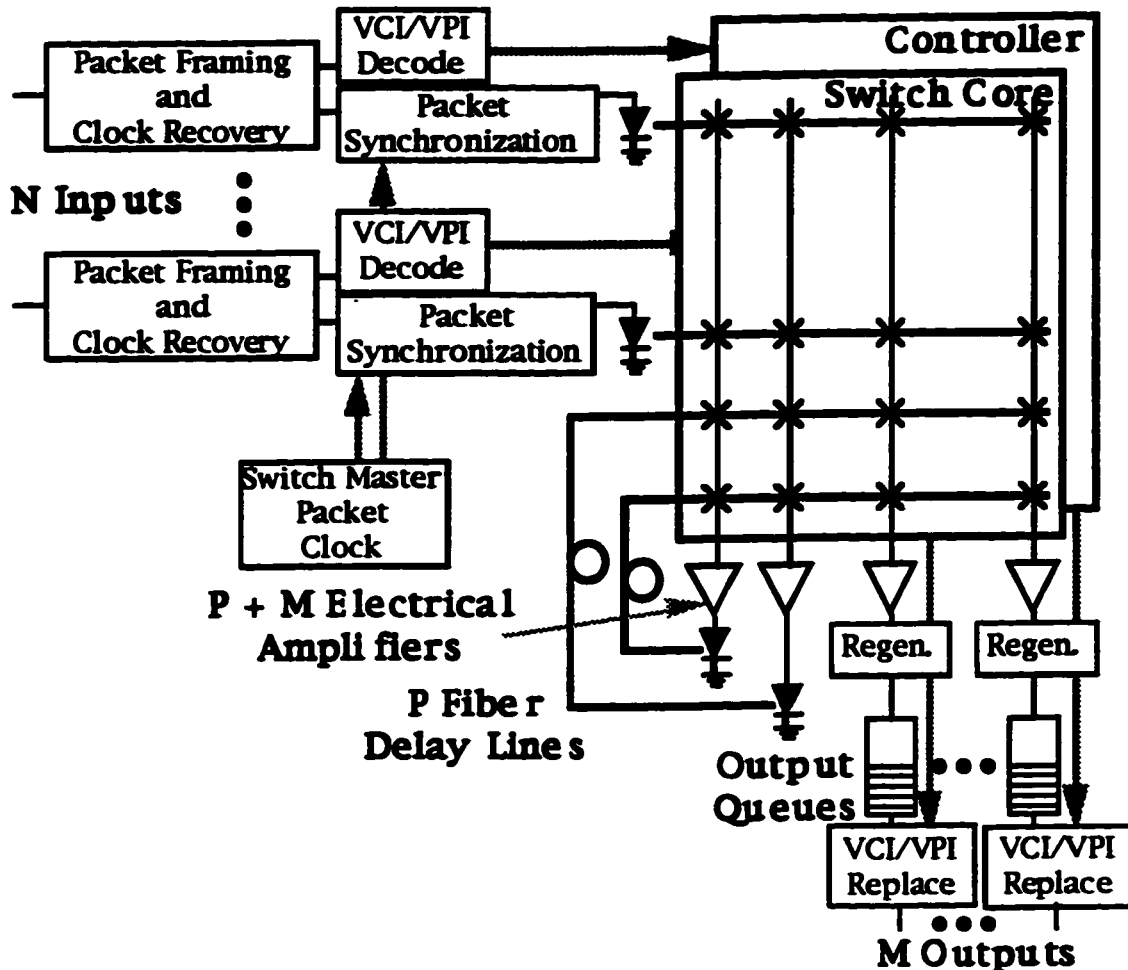 VCI/VPI
Decode
Controller
Packet Framing
and
Clock Recovery
Packet
Synchronization
Switch Core
N Inputs
VCI/VPI
Decode
Packet Framing
and
Clock Recovery
Packet
Synchronization
Switch Master
Packet
Clock
P + M Electrical
Amplifiers
P Fiber
Delay Lines
Regen.
Regen.
Output
Queues
VCI/VPI
Replace
VCI/VPI
Replace
M Outputs